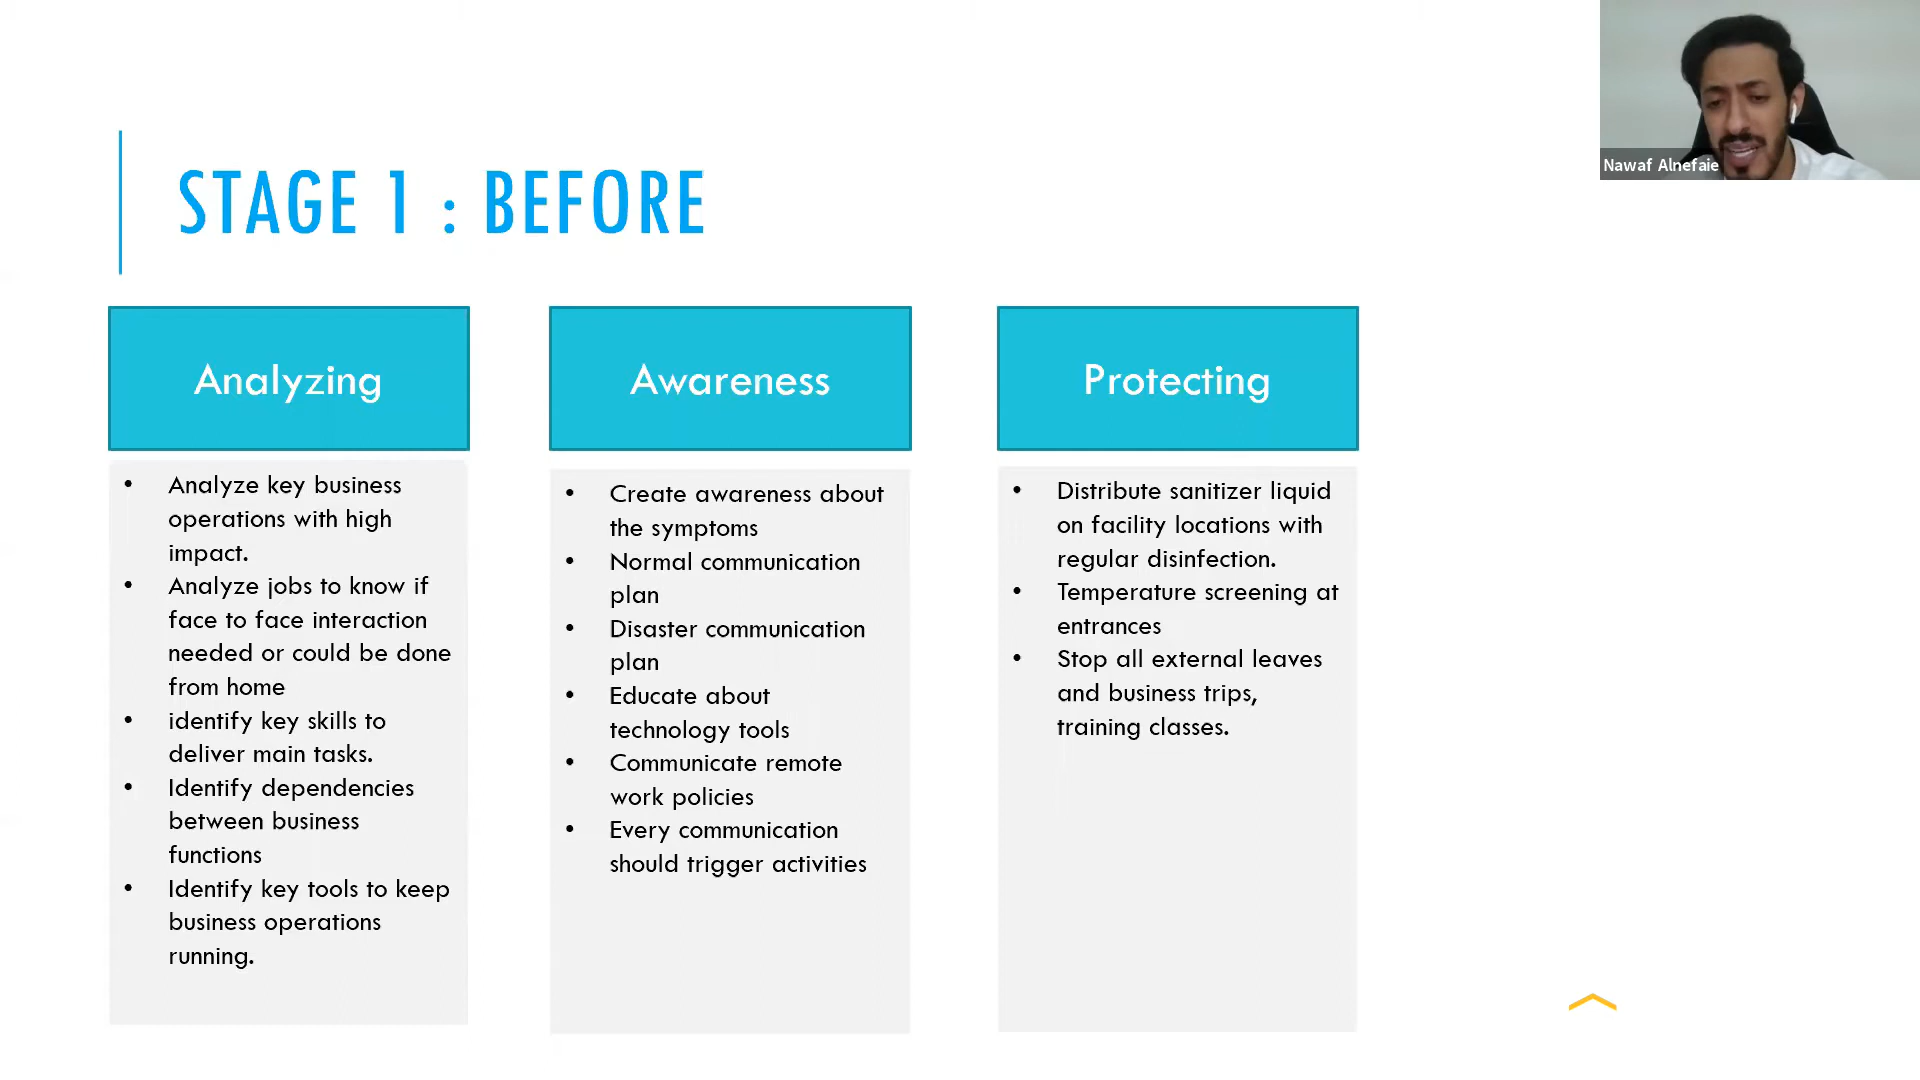 Nawaf Alnefaie
STAGE 1 : BEFORE
Analyzing
• Analyze key business
operations with high
impact.
• Analyze jobs to know if
face to face interaction
needed or could be done
from home
• identify key skills to
deliver main tasks.
• Identify dependencies
between business
functions
• Identify key tools to keep
business operations
running.
Awareness
• Create awareness about
the symptoms
• Normal communication
plan
• Disaster communication
plan
• Educate about
technology tools
• Communicate remote
work policies
• Every communication
should trigger activities
Protecting
• Distribute sanitizer liquid
on facility locations with
regular disinfection.
• Temperature screening at
entrances
• Stop all external leaves
and business trips,
training classes.